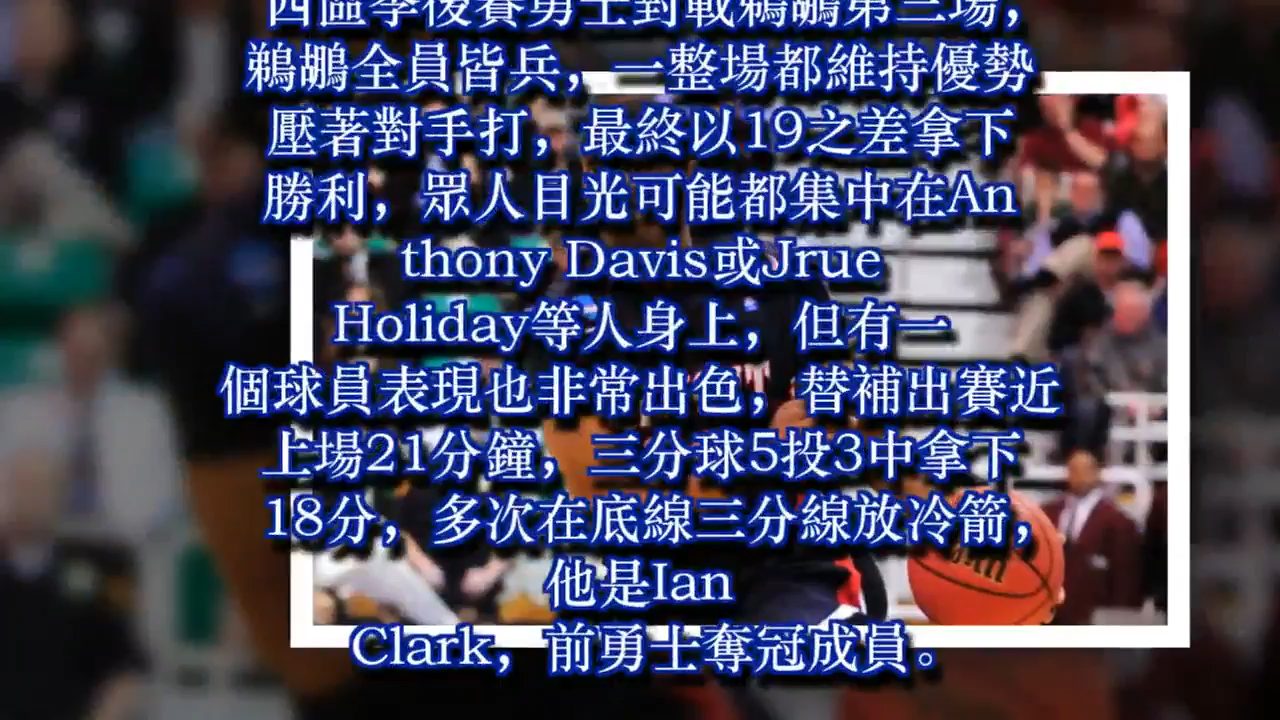 西區季後賽勇士對戰鵜鶘第三場，
鵜鶘全員皆兵，一整場都維持優勢
壓著對手打，最終以19之差拿下
勝利，眾人目光可能都集中在An
thony Davis或Jrue
Holiday等人身上，但有一
個球員表現也非常出色，替補出賽近
上場21分鐘，三分球5投3中拿下
18分，多次在底線三分線放冷箭，
他是Ian
Clark，前勇士奪冠成員。